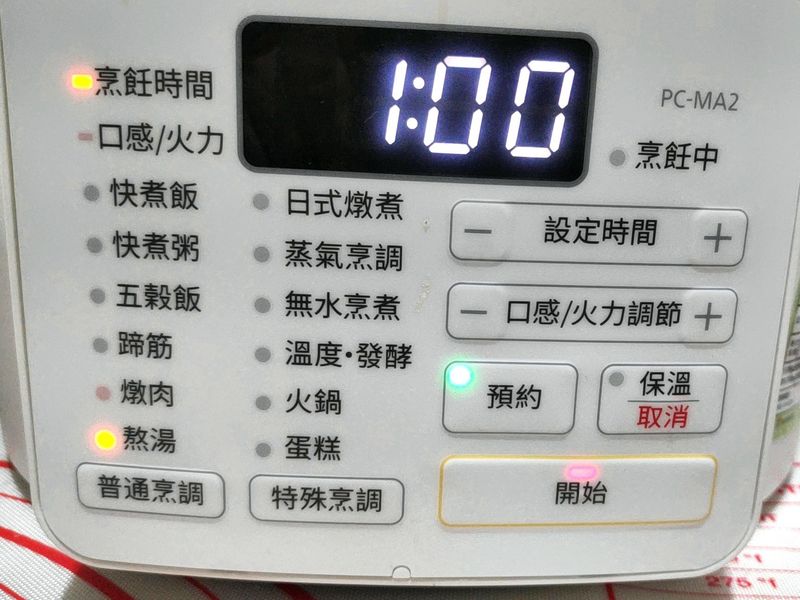 1:00
PC-MA2
烹飪時間
口感/火力
烹飪中
快煮飯
快煮粥
五穀飯
蹄筋
燉肉
熬湯
普通烹調
日式燉煮
蒸氣烹調
無水烹煮
溫度•發酵
火鍋
蛋糕
特殊烹調
− 設定時間 +
− 口感/火力調節 +
預約
保溫
取消
開始
275 °F